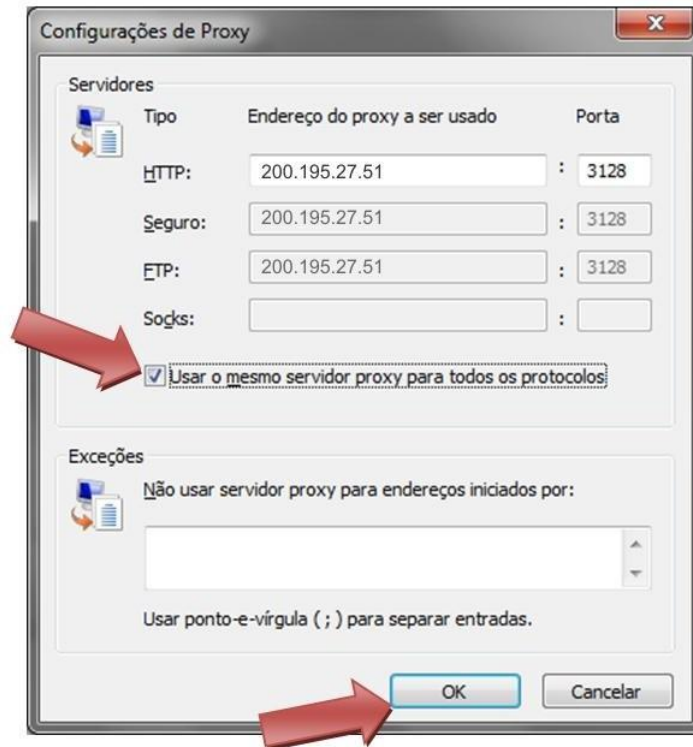 Configurações de Proxy
Servidores
Tipo Endereço do proxy a ser usado Porta
HTTP: 200.195.27.51 : 3128
Seguro: 200.195.27.51 : 3128
FTP: 200.195.27.51 : 3128
Socks: :
Usar o mesmo servidor proxy para todos os protocolos
Exceções
Não usar servidor proxy para endereços iniciados por:
Usar ponto-e-vírgula ( ; ) para separar entradas.
OK Cancelar